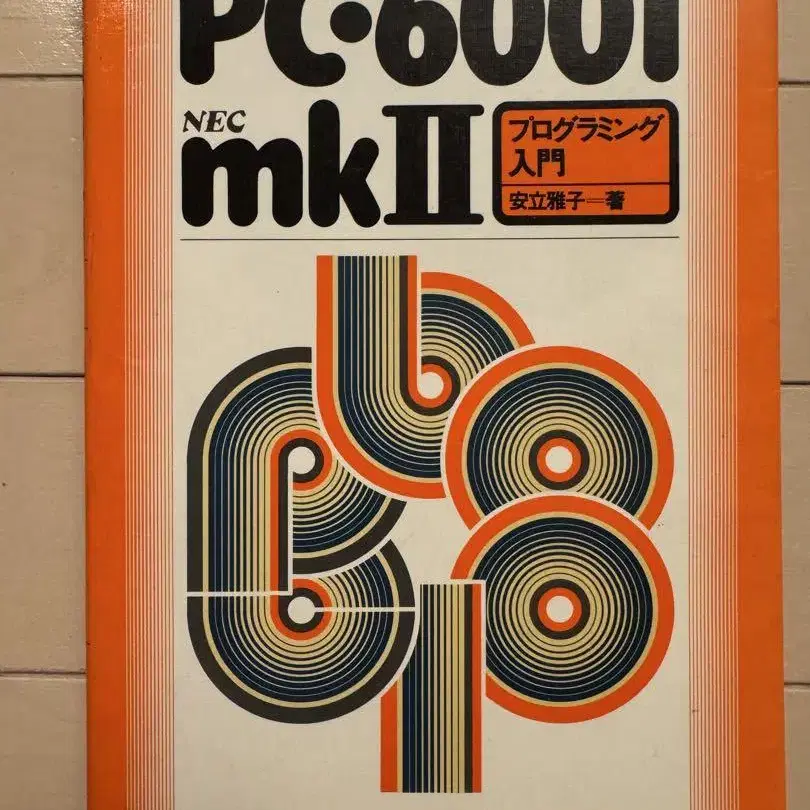 PC・6001
NEC
mkII
プログラミング
入門
安立雅子＝著